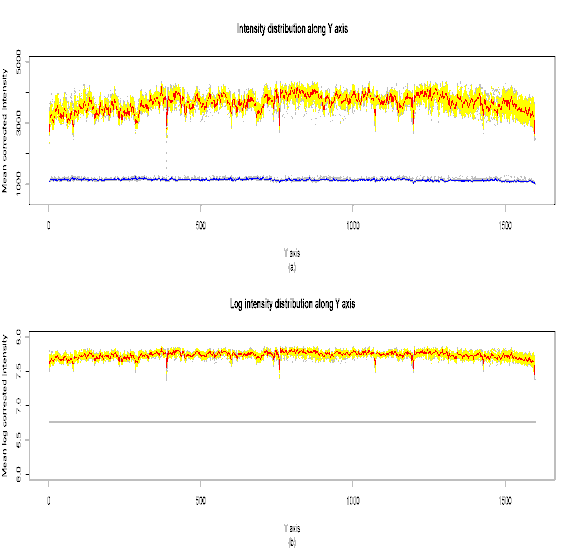 Intensity distribution along Y axis
Mean corrected intensity
5000
3000
1000
0 500 1000 1500
Y axis
(a)
Log intensity distribution along Y axis
Mean log corrected intensity
8.0
7.5
7.0
6.5
6.0
0 500 1000 1500
Y axis
(b)